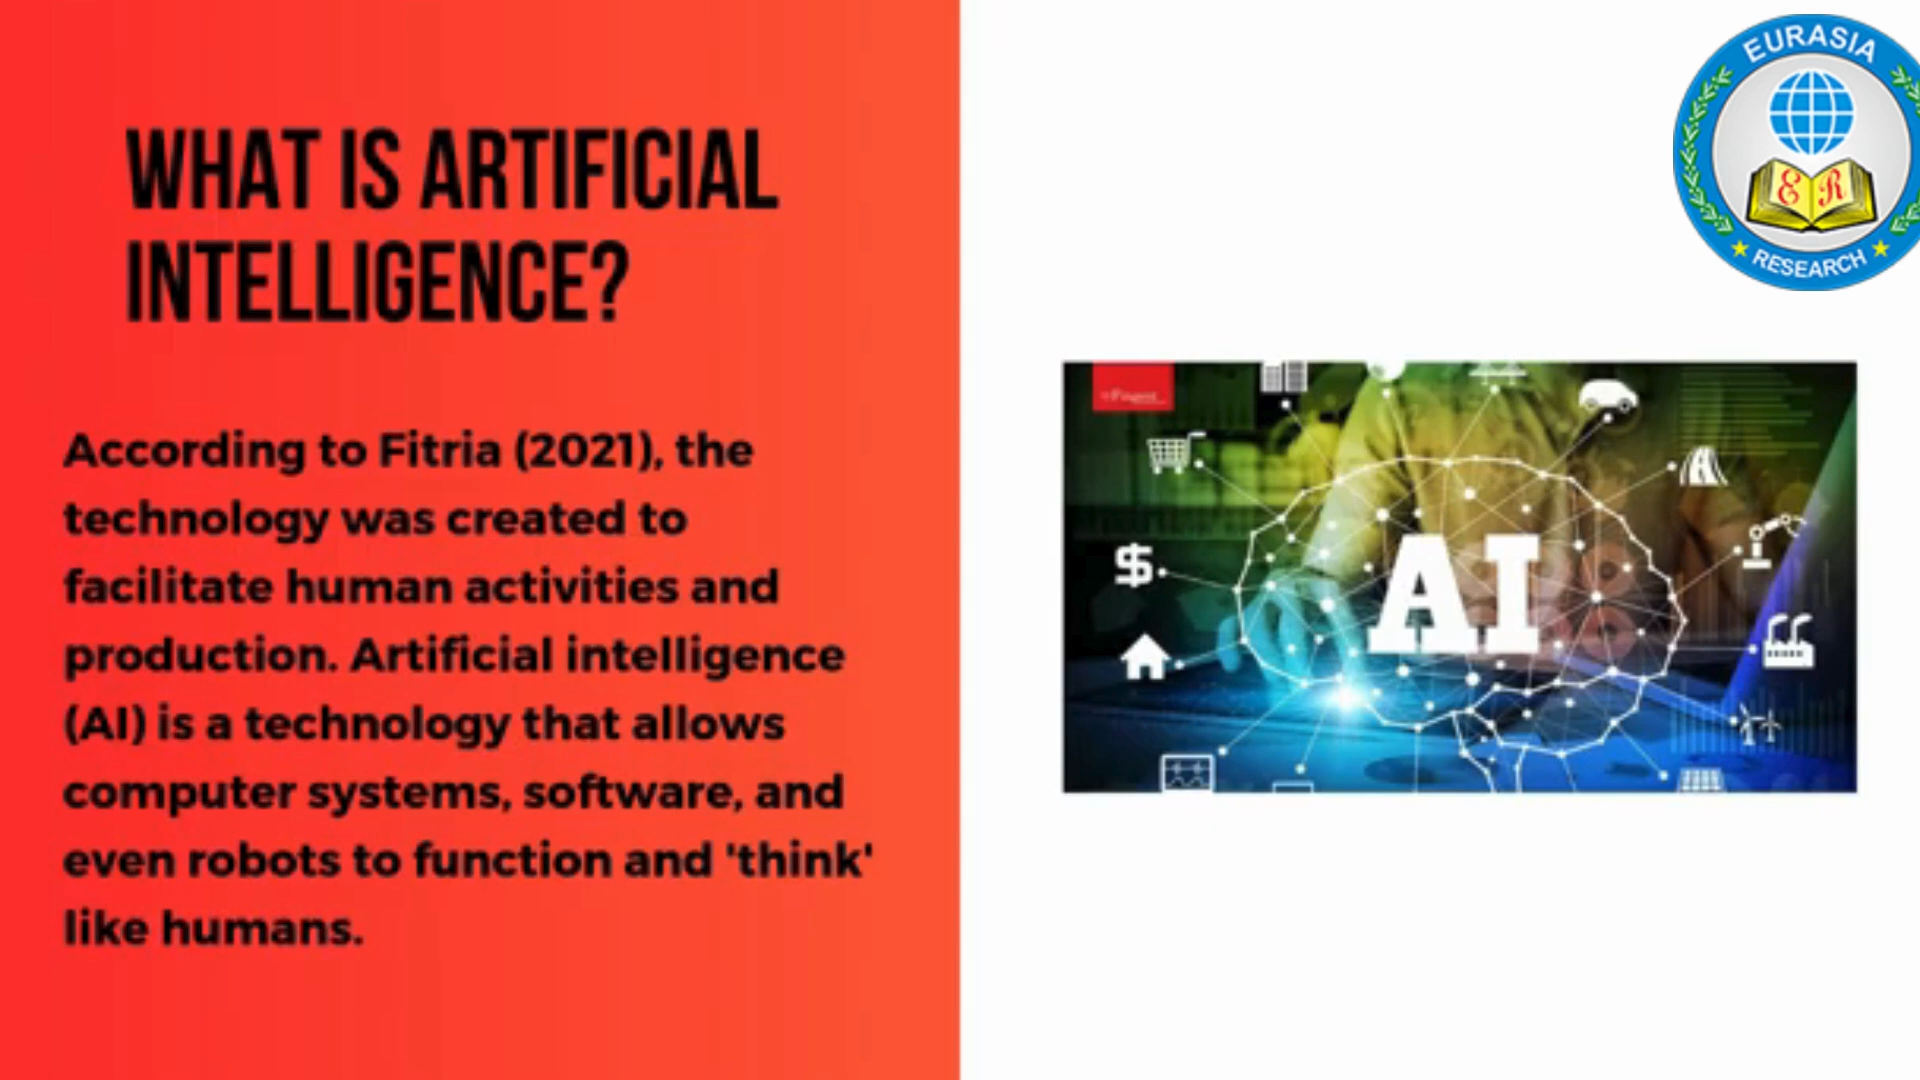 WHAT IS ARTIFICIAL
INTELLIGENCE?
According to Fitria (2021), the
technology was created to
facilitate human activities and
production. Artificial intelligence
(AI) is a technology that allows
computer systems, software, and
even robots to function and 'think'
like humans.
EURASIA
E R
RESEARCH
AI
$